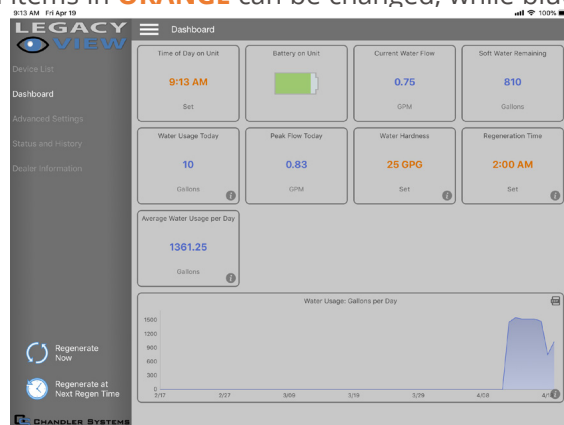 items in ORANGE can be changed, while
9:13 AM Fri Apr 19
100%
LEGACY
VIEW
Dashboard
Device List
Dashboard
Advanced Settings
Status and History
Dealer Information
Regenerate
Now
Regenerate at
Next Regen Time
CHANDLER SYSTEMS
Time of Day on Unit
9:13 AM
Set
Battery on Unit
Current Water Flow
0.75
GPM
Soft Water Remaining
810
Gallons
Water Usage Today
10
Gallons
Peak Flow Today
0.83
GPM
Water Hardness
25 GPG
Set
Regeneration Time
2:00 AM
Set
Average Water Usage per Day
1361.25
Gallons
Water Usage: Gallons per Day
1500
1200
900
600
300
0
2/17 2/27 3/09 3/19 3/29 4/08